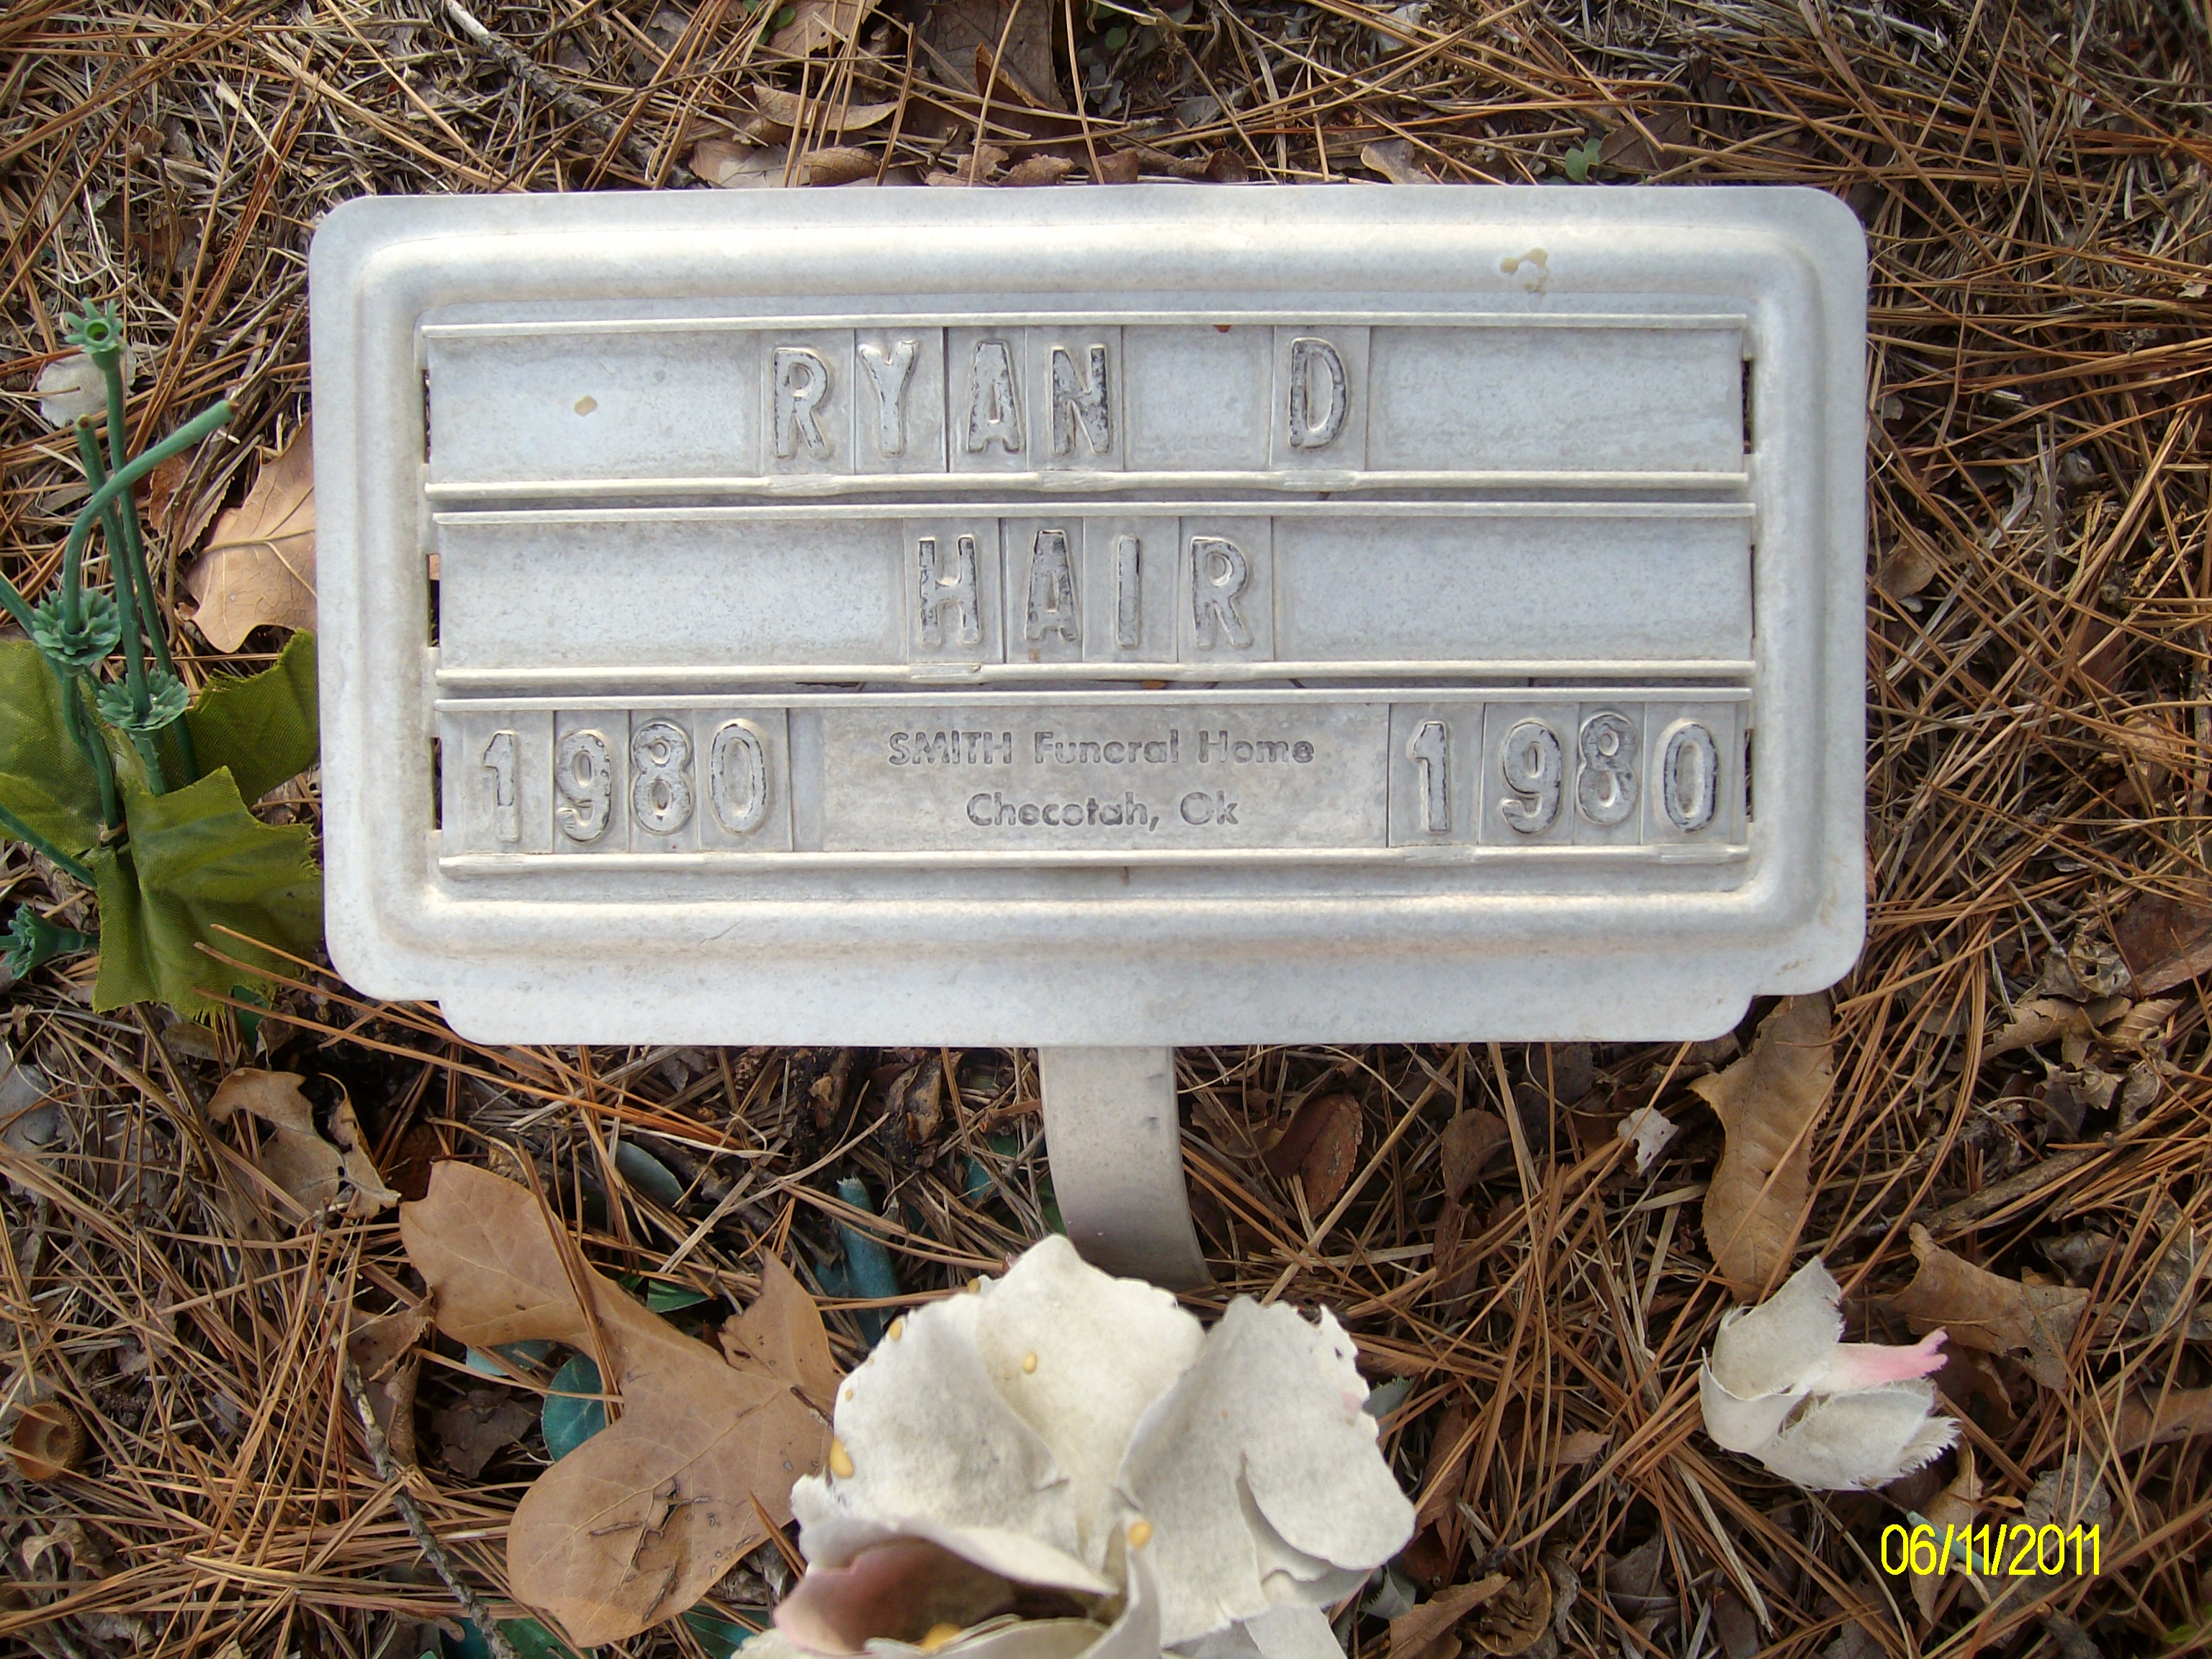 RYAN D
HAIR
1980 SMITH Funeral Home 1980
Checotah, Ok
06/11/2011